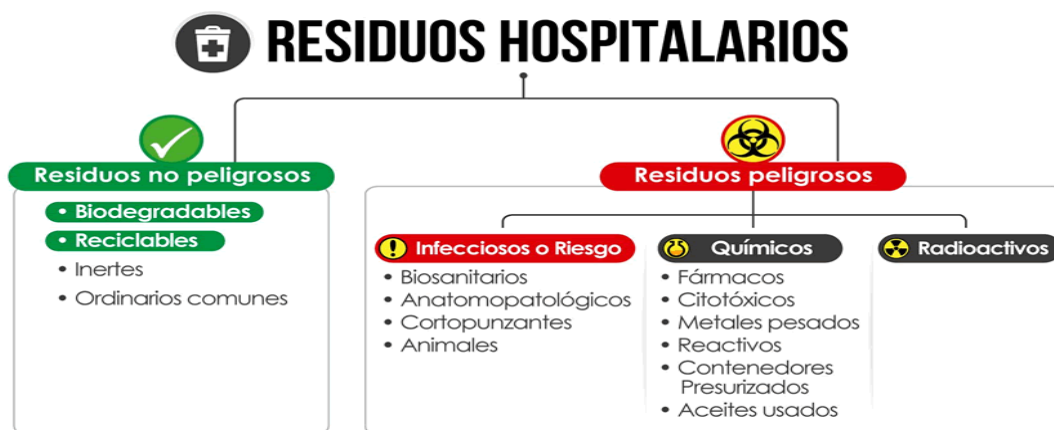 RESIDUOS HOSPITALARIOS
Residuos no peligrosos
• Biodegradables
• Reciclables
• Inertes
• Ordinarios comunes
Residuos peligrosos
Infecciosos o Riesgo
• Biosanitarios
• Anatomopatológicos
• Cortopunzantes
• Animales
Químicos
• Fármacos
• Citotóxicos
• Metales pesados
• Reactivos
• Contenedores
Presurizados
• Aceites usados
Radioactivos